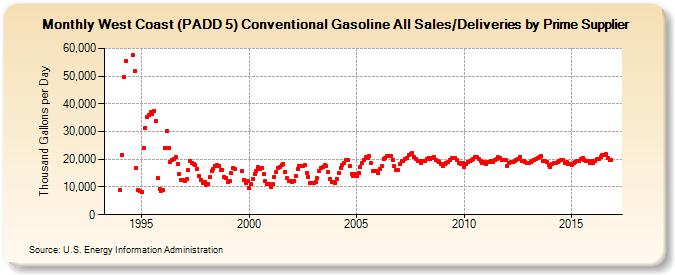 Monthly West Coast (PADD 5) Conventional Gasoline All Sales/Deliveries by Prime Supplier
Thousand Gallons per Day
60,000
50,000
40,000
30,000
20,000
10,000
0
1995 2000 2005 2010 2015
Source: U.S. Energy Information Administration